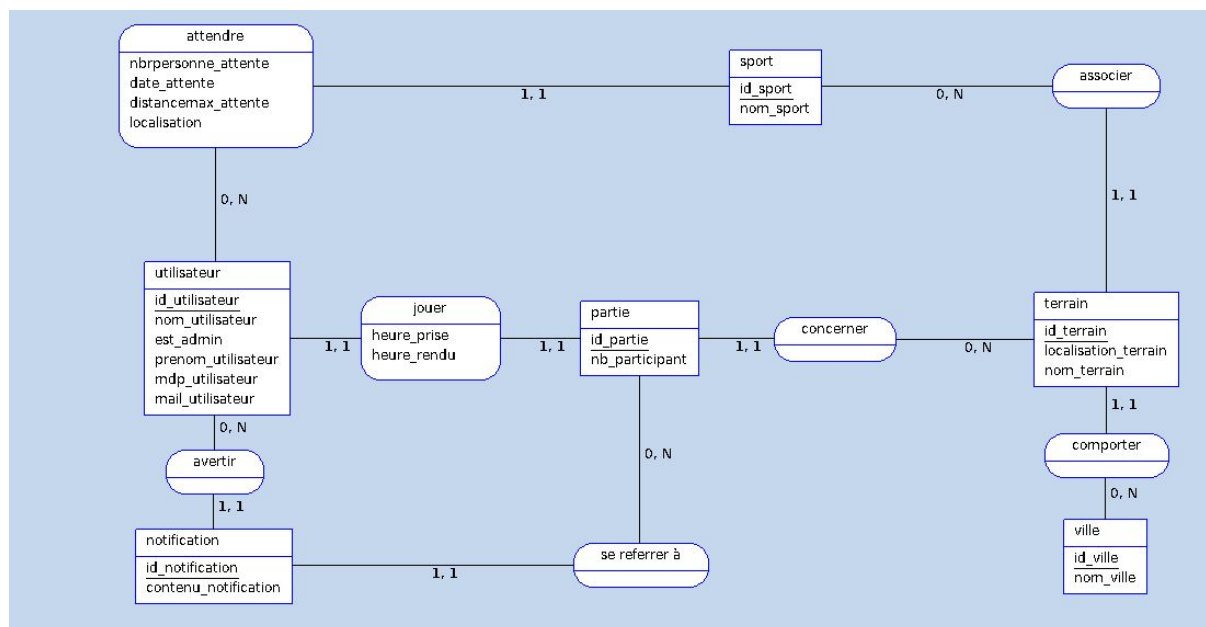 attendre
nbrpersonne_attente
date_attente
distancemax_attente
localisation
1, 1
sport
id_sport
nom_sport
0, N
associer
0, N
1, 1
utilisateur
id_utilisateur
nom_utilisateur
est_admin
prenom_utilisateur
mdp_utilisateur
mail_utilisateur
1, 1
jouer
heure_prise
heure_rendu
1, 1
partie
id_partie
nb_participant
1, 1
concerner
0, N
terrain
id_terrain
localisation_terrain
nom_terrain
1, 1
0, N
avertir
1, 1
0, N
comporter
0, N
notification
id_notification
contenu_notification
1, 1
se referrer à
ville
id_ville
nom_ville